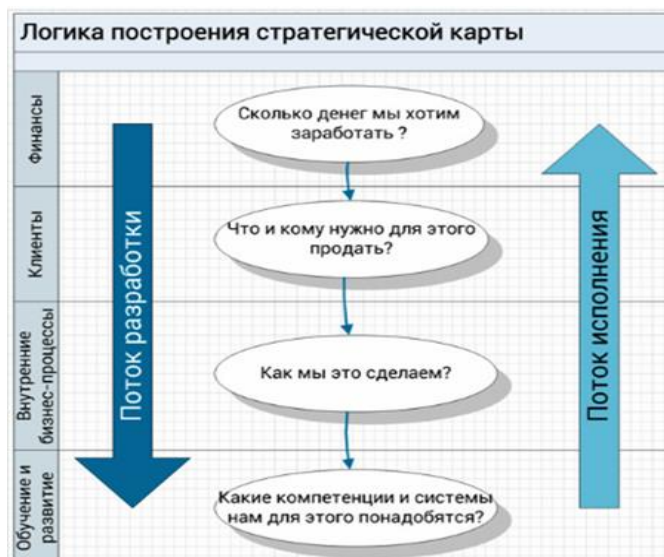 Логика построения стратегической карты
Финансы
Сколько денег мы хотим
заработать ?
Клиенты
Что и кому нужно для этого
продать?
Внутренние
бизнес-процессы
Как мы это сделаем?
Обучение и
развитие
Какие компетенции и системы
нам для этого понадобятся?
Поток разработки
Поток исполнения